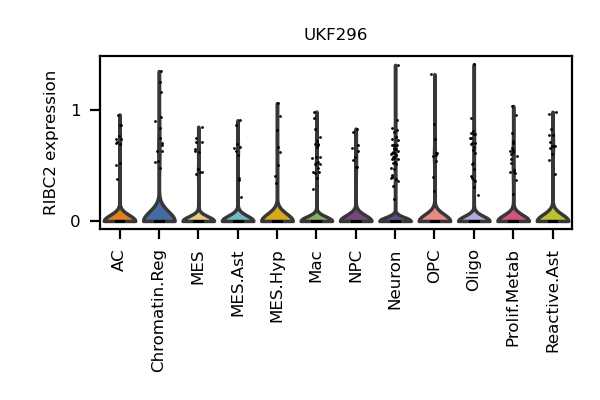 UKF296
RIBC2 expression
1
0
AC
Chromatin.Reg
MES
MES.Ast
MES.Hyp
Mac
NPC
Neuron
OPC
Oligo
Prolif.Metab
Reactive.Ast